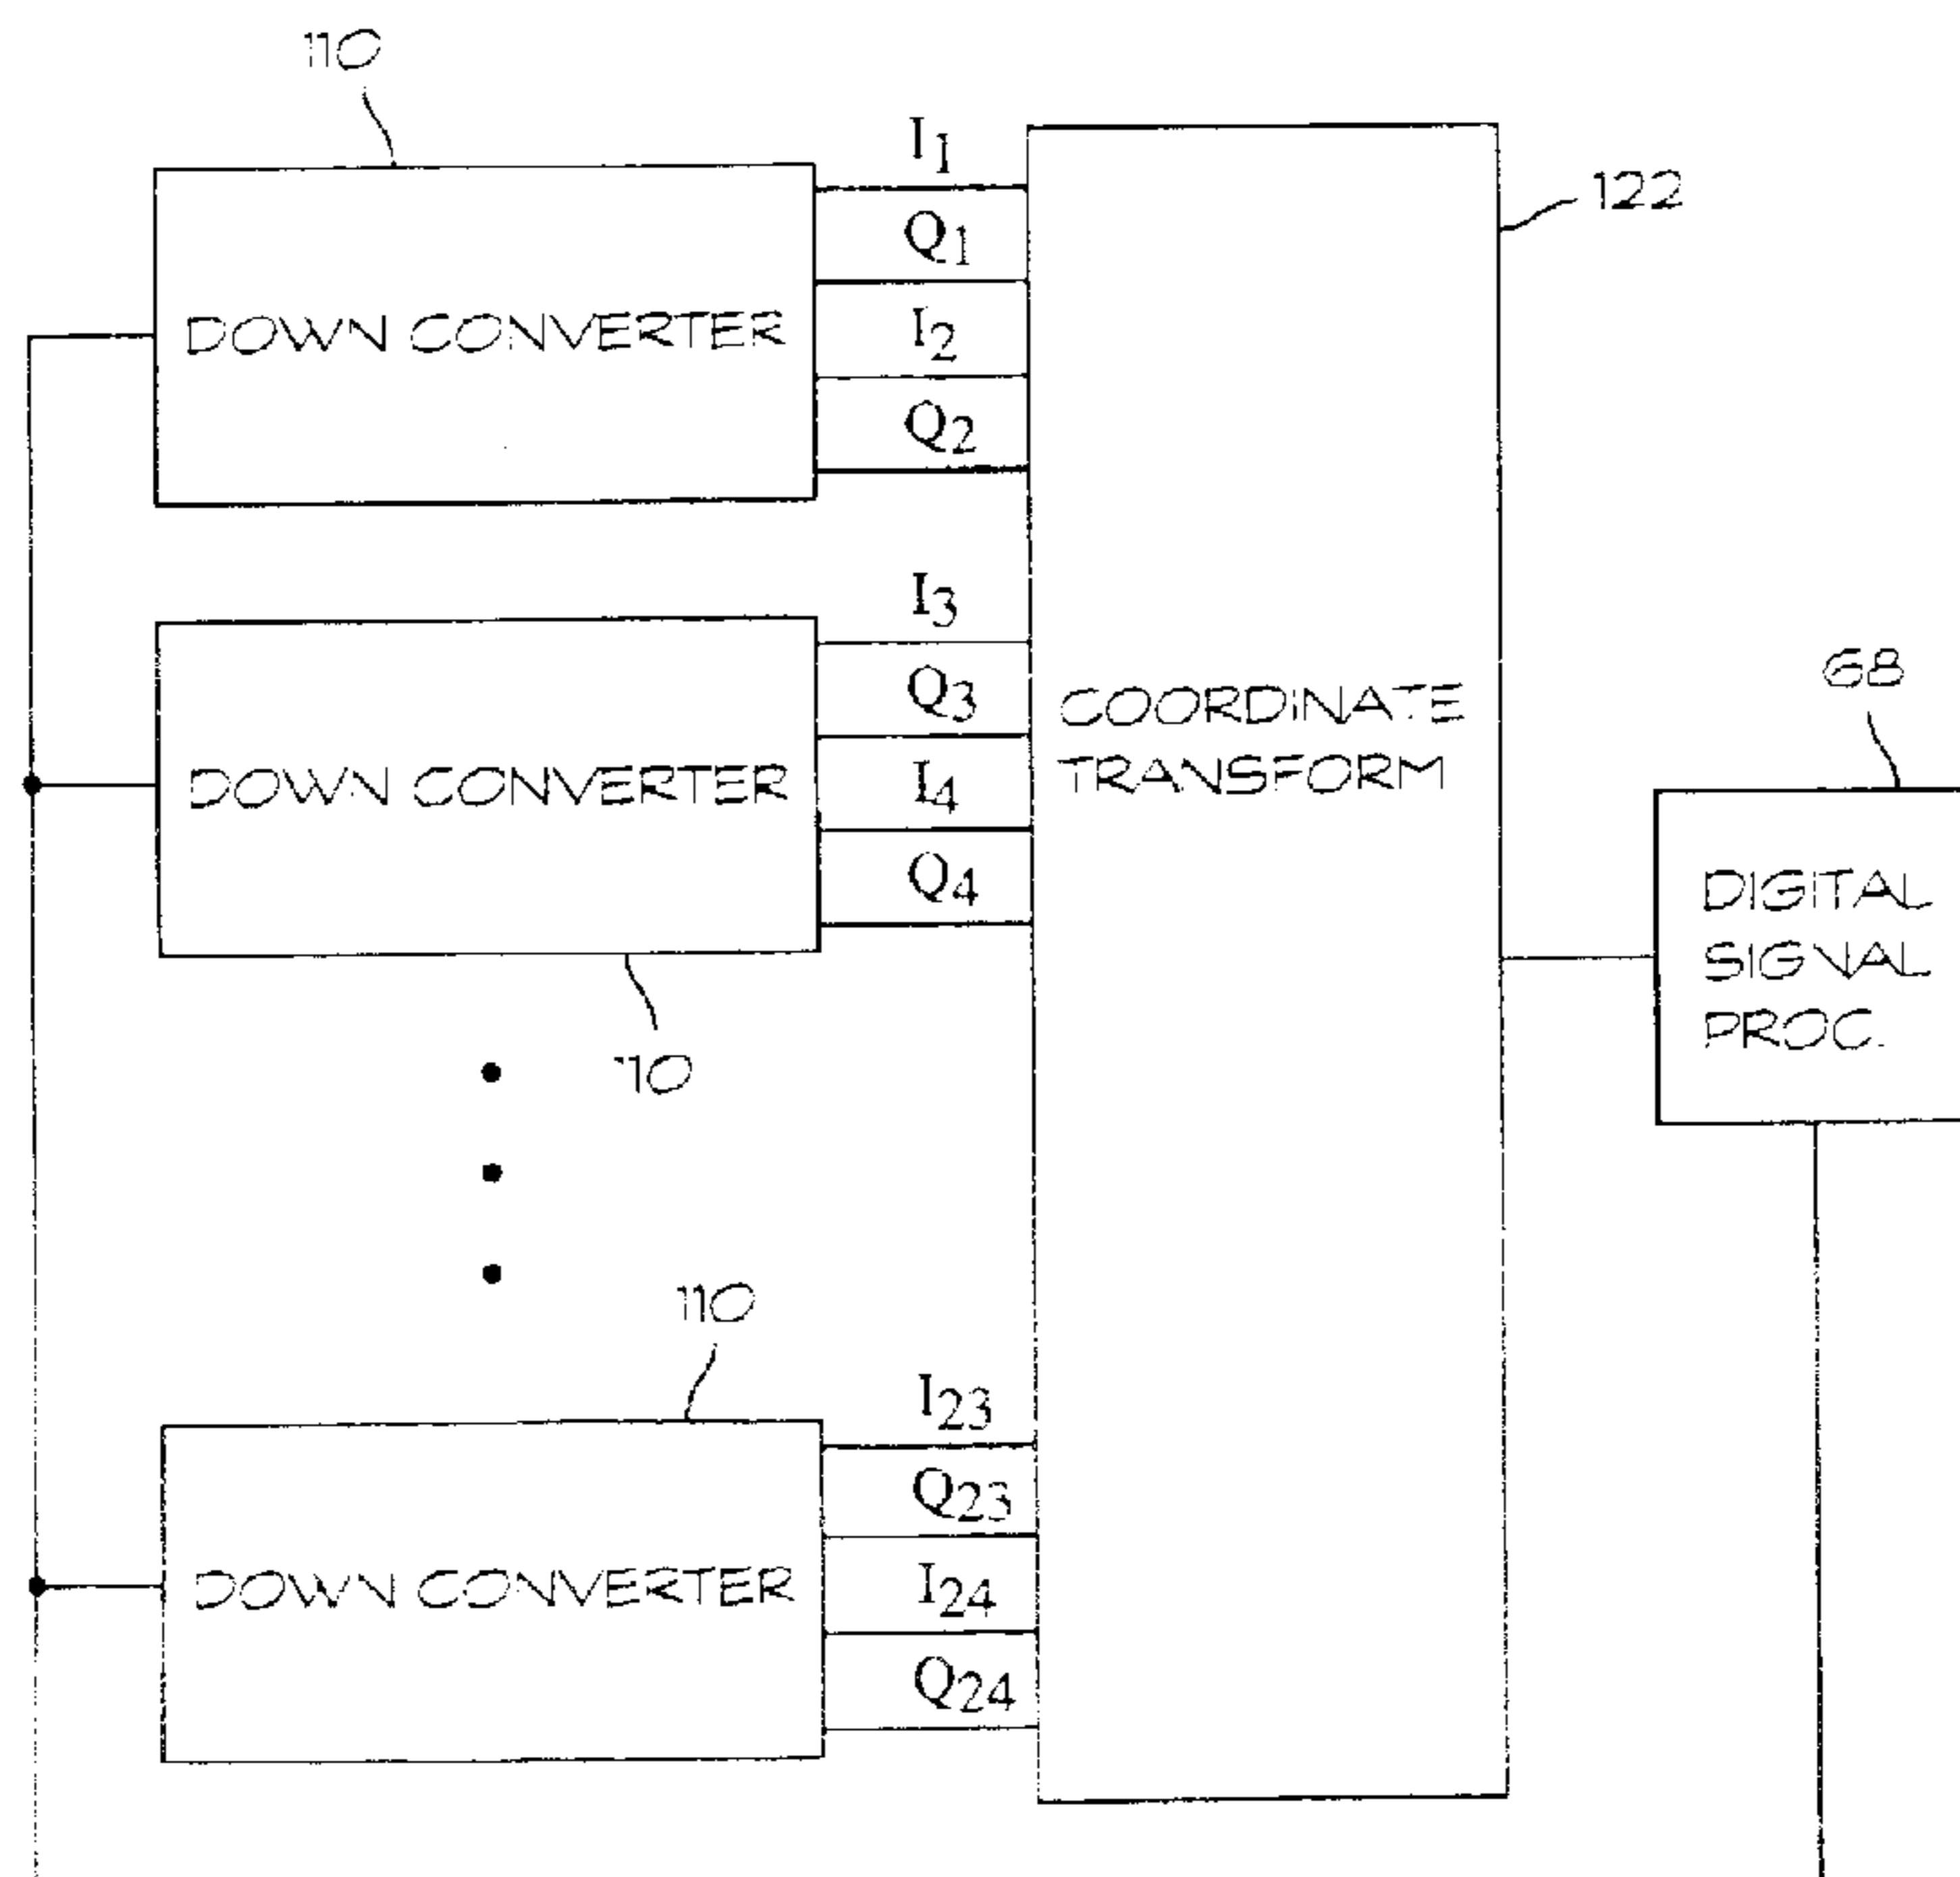 110
I1
Q1
122
DOWN CONVERTER
I2
Q2
I3
Q3
COORDINATE
TRANSFORM
68
DOWN CONVERTER
I4
Q4
DIGITAL
SIGNAL
PROC.
110
110
I23
Q23
DOWN CONVERTER
I24
Q24